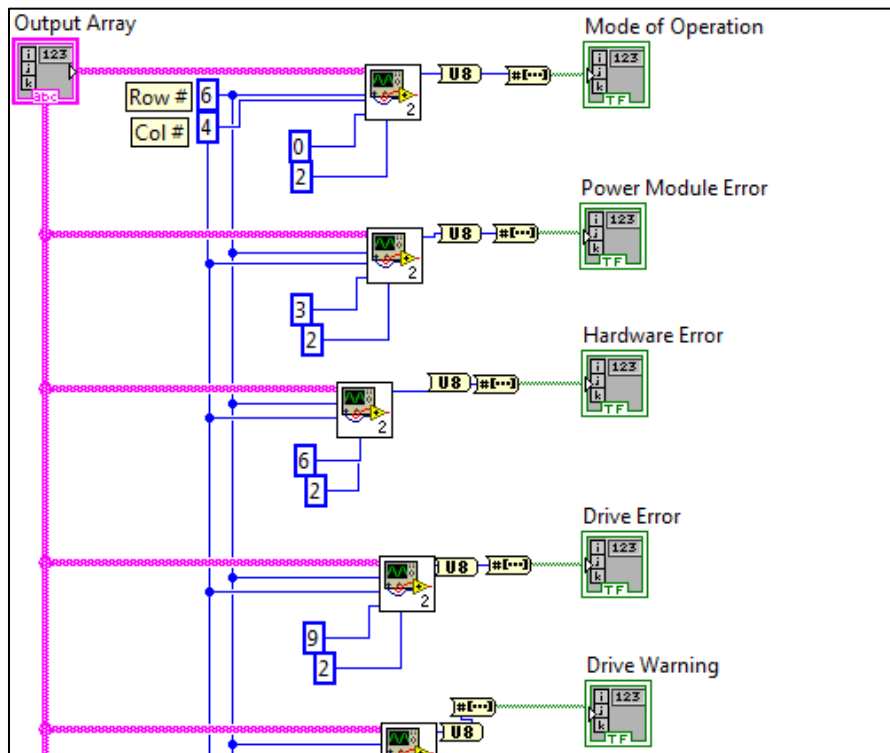 Output Array
Mode of Operation
i 123
j
k
abc
Row # 6
Col # 4
2
U8 #[···]
i 123
j
k
TF
0
2
Power Module Error
2
U8 #[···]
i 123
j
k
TF
3
2
Hardware Error
2
U8 #[···]
i 123
j
k
TF
6
2
Drive Error
2
U8 #[···]
i 123
j
k
TF
9
2
Drive Warning
#[···]
U8
i 123
j
k
TF